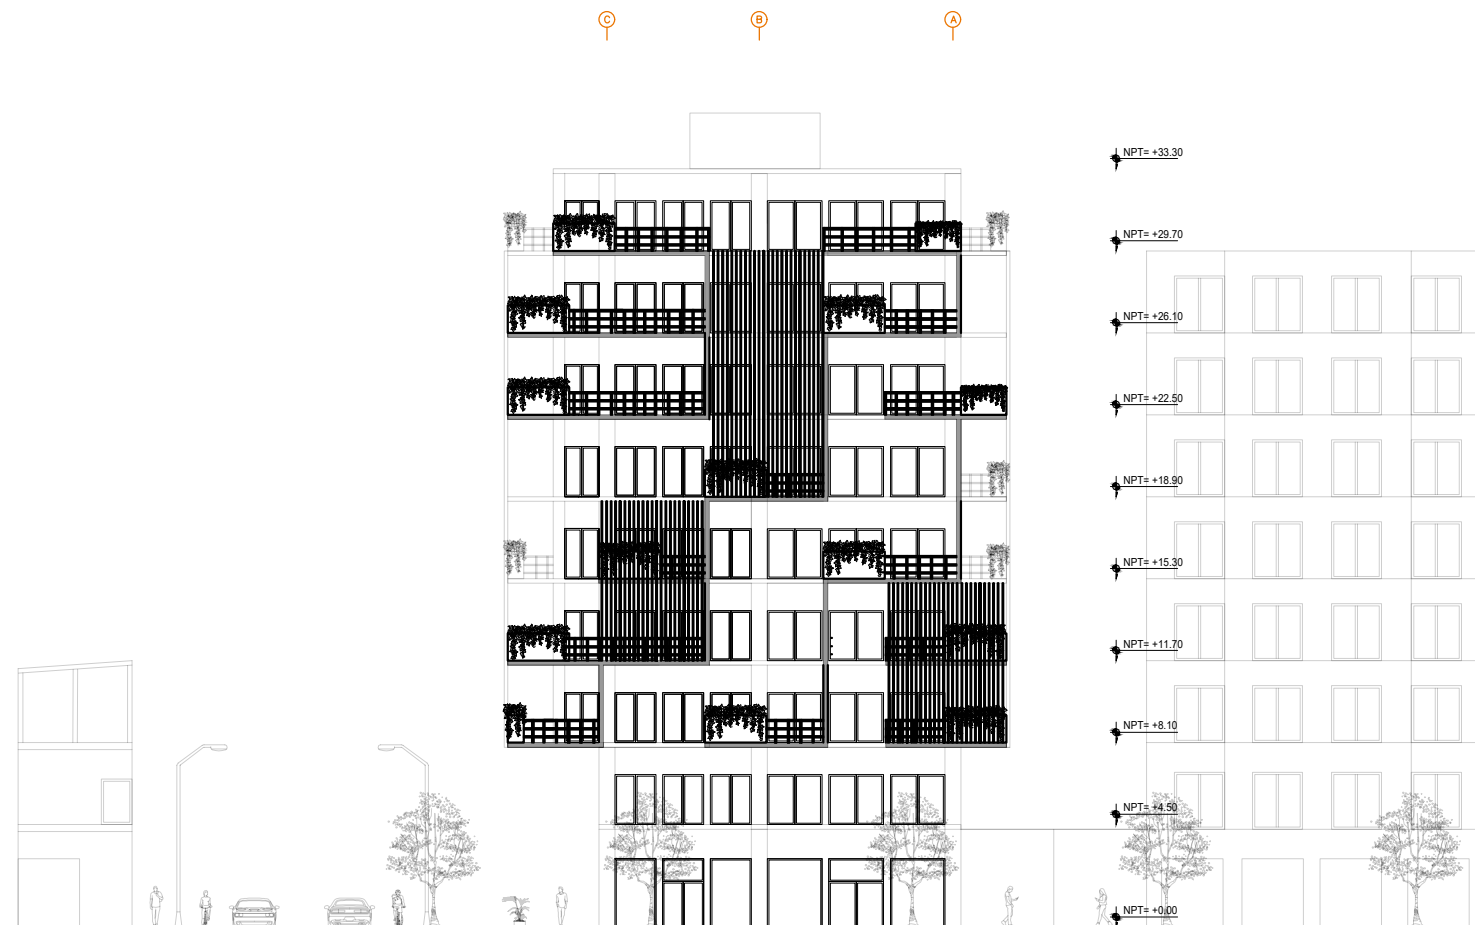 C B A
NPT= +33.30
NPT= +29.70
NPT= +26.10
NPT= +22.50
NPT= +18.90
NPT= +15.30
NPT= +11.70
NPT= +8.10
NPT= +4.50
NPT= +0.00